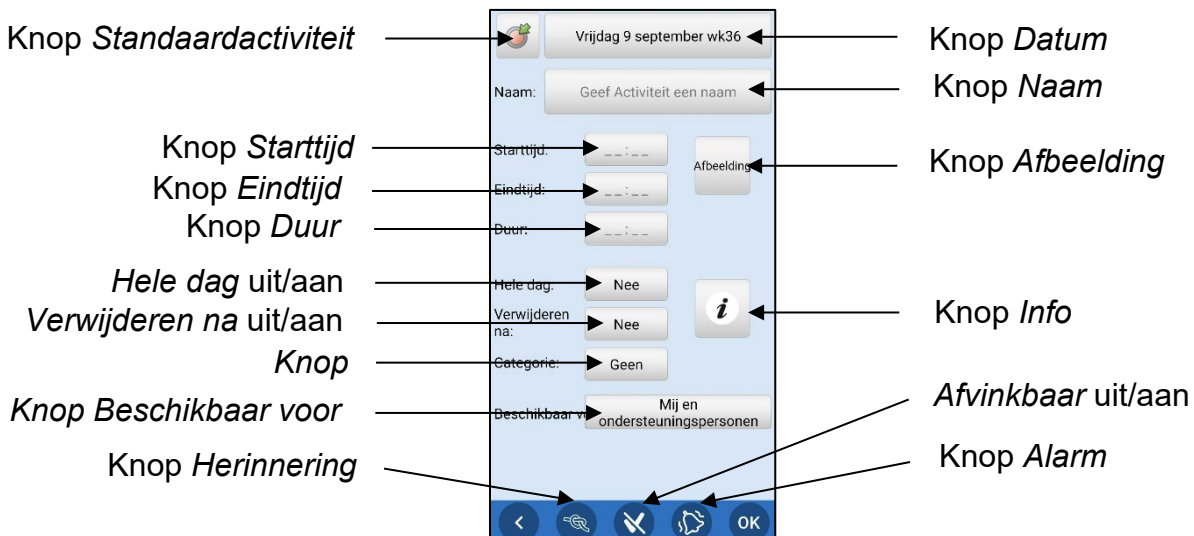 Knop Standaardactiviteit
Vrijdag 9 september wk36
Knop Datum
Naam:
Geef Activiteit een naam
Knop Naam
Knop Starttijd
Starttijd:
__:__
Afbeelding
Knop Afbeelding
Knop Eindtijd
Eindtijd:
__:__
Knop Duur
Duur:
__:__
Hele dag uit/aan
Hele dag:
Nee
i
Knop Info
Verwijderen na uit/aan
Verwijderen
na:
Nee
Knop
Categorie:
Geen
Knop Beschikbaar voor
Beschikbaar v
Mij en
ondersteuningspersonen
Afvinkbaar uit/aan
Knop Herinnering
Knop Alarm
OK